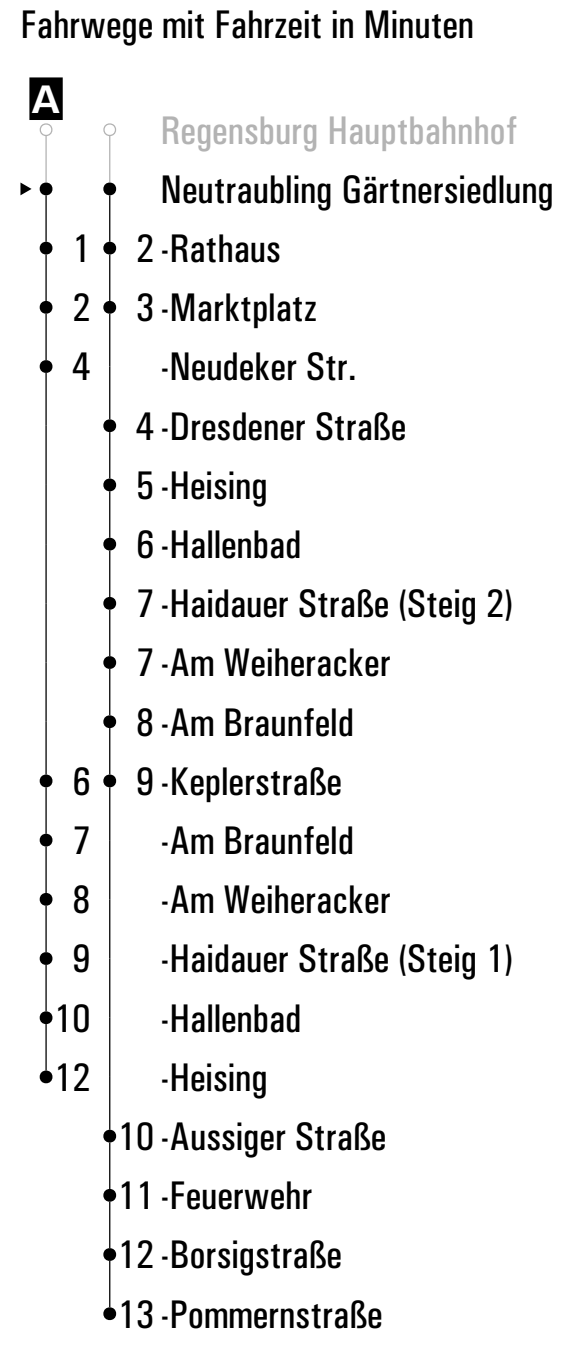 Fahrwege mit Fahrzeit in Minuten
A
Regensburg Hauptbahnhof
Neutraubling Gärtnersiedlung
1 2 -Rathaus
2 3 -Marktplatz
4 -Neudeker Str.
4 -Dresdener Straße
5 -Heising
6 -Hallenbad
7 -Haidauer Straße (Steig 2)
7 -Am Weiheracker
8 -Am Braunfeld
6 9 -Keplerstraße
7 -Am Braunfeld
8 -Am Weiheracker
9 -Haidauer Straße (Steig 1)
10 -Hallenbad
12 -Heising
10 -Aussiger Straße
11 -Feuerwehr
12 -Borsigstraße
13 -Pommernstraße